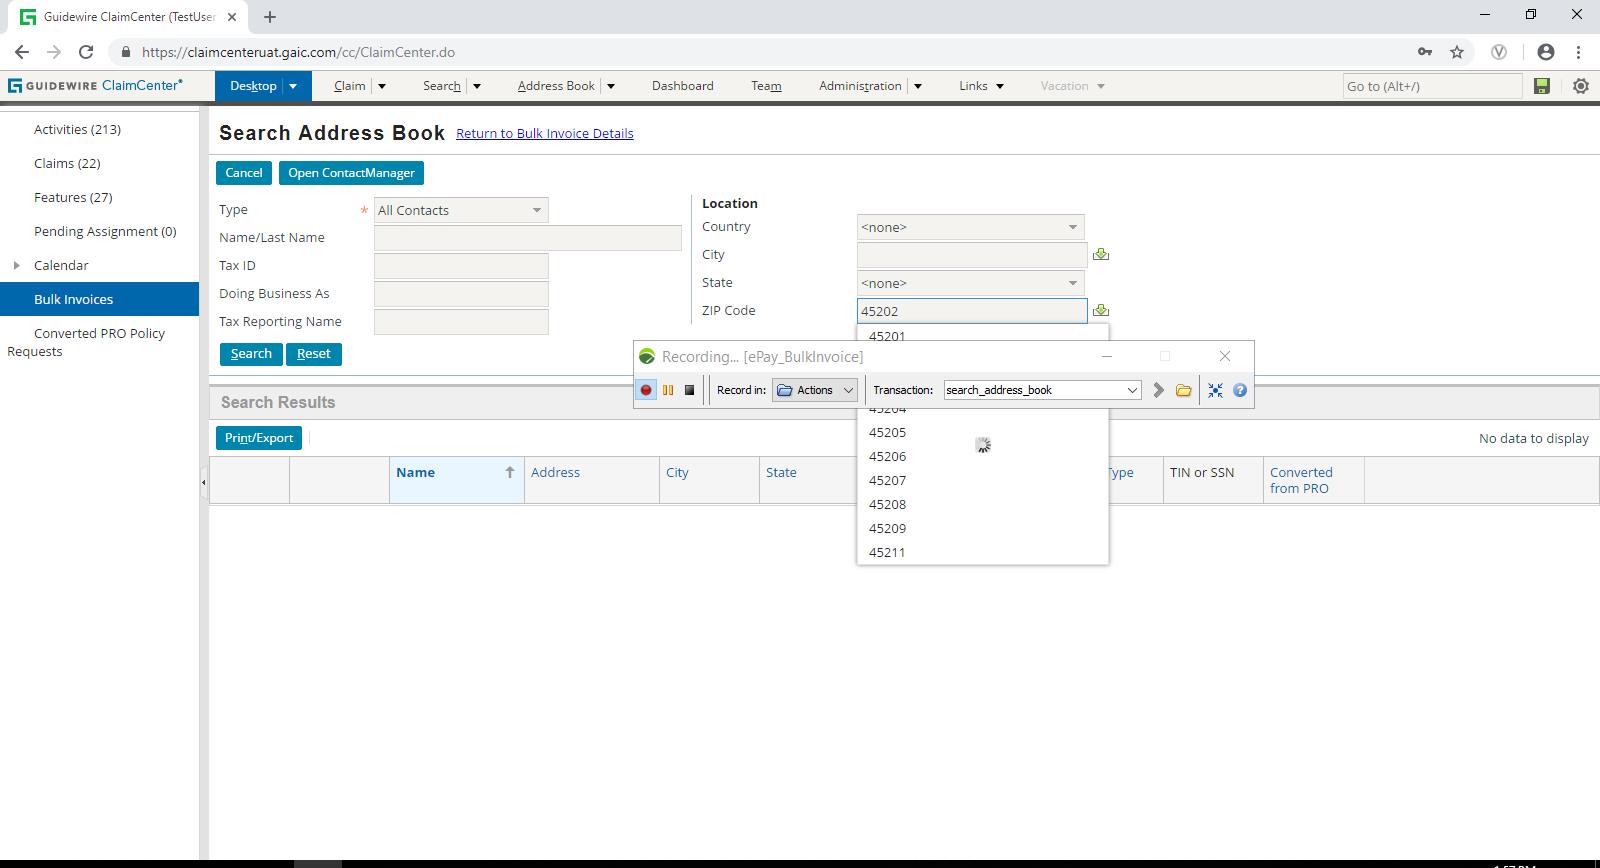 Guidewire ClaimCenter (TestUser
https://claimcenteruat.gaic.com/cc/ClaimCenter.do
GUIDEWIRE ClaimCenter®
Desktop
Claim
Search
Address Book
Dashboard
Team
Administration
Links
Vacation
Go to (Alt+/)
Activities (213)
Claims (22)
Features (27)
Pending Assignment (0)
Calendar
Bulk Invoices
Converted PRO Policy
Requests
Search Address Book
Return to Bulk Invoice Details
Cancel
Open ContactManager
Type
* All Contacts
Name/Last Name
Tax ID
Doing Business As
Tax Reporting Name
Search
Reset
Location
Country
<none>
City
State
<none>
ZIP Code
45202
45201
Recording... [ePay_BulkInvoice]
Record in:
Actions
Transaction:
search_address_book
45204
45205
45206
45207
45208
45209
45211
Search Results
Print/Export
No data to display
Name
Address
City
State
Type
TIN or SSN
Converted
from PRO